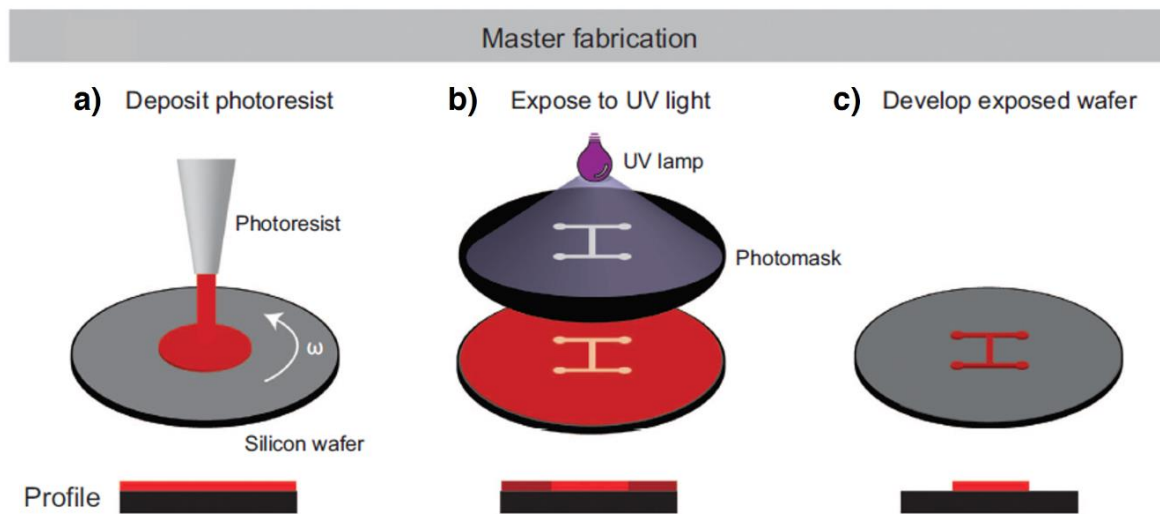 Master fabrication
a) Deposit photoresist
b) Expose to UV light
c) Develop exposed wafer
UV lamp
Photoresist
Photomask
ω
Silicon wafer
Profile